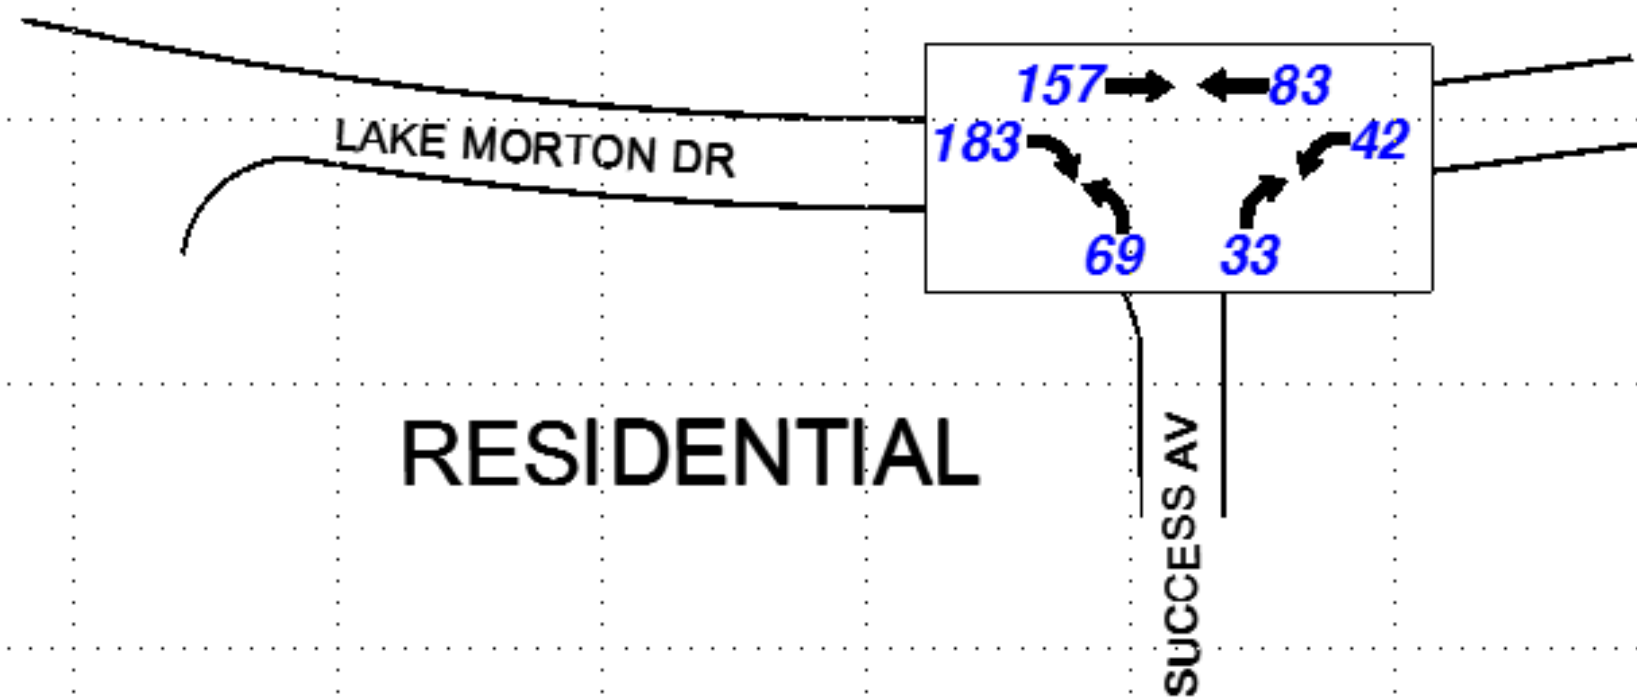 157 83
183 42
LAKE MORTON DR
69 33
RESIDENTIAL
SUCCESS AV